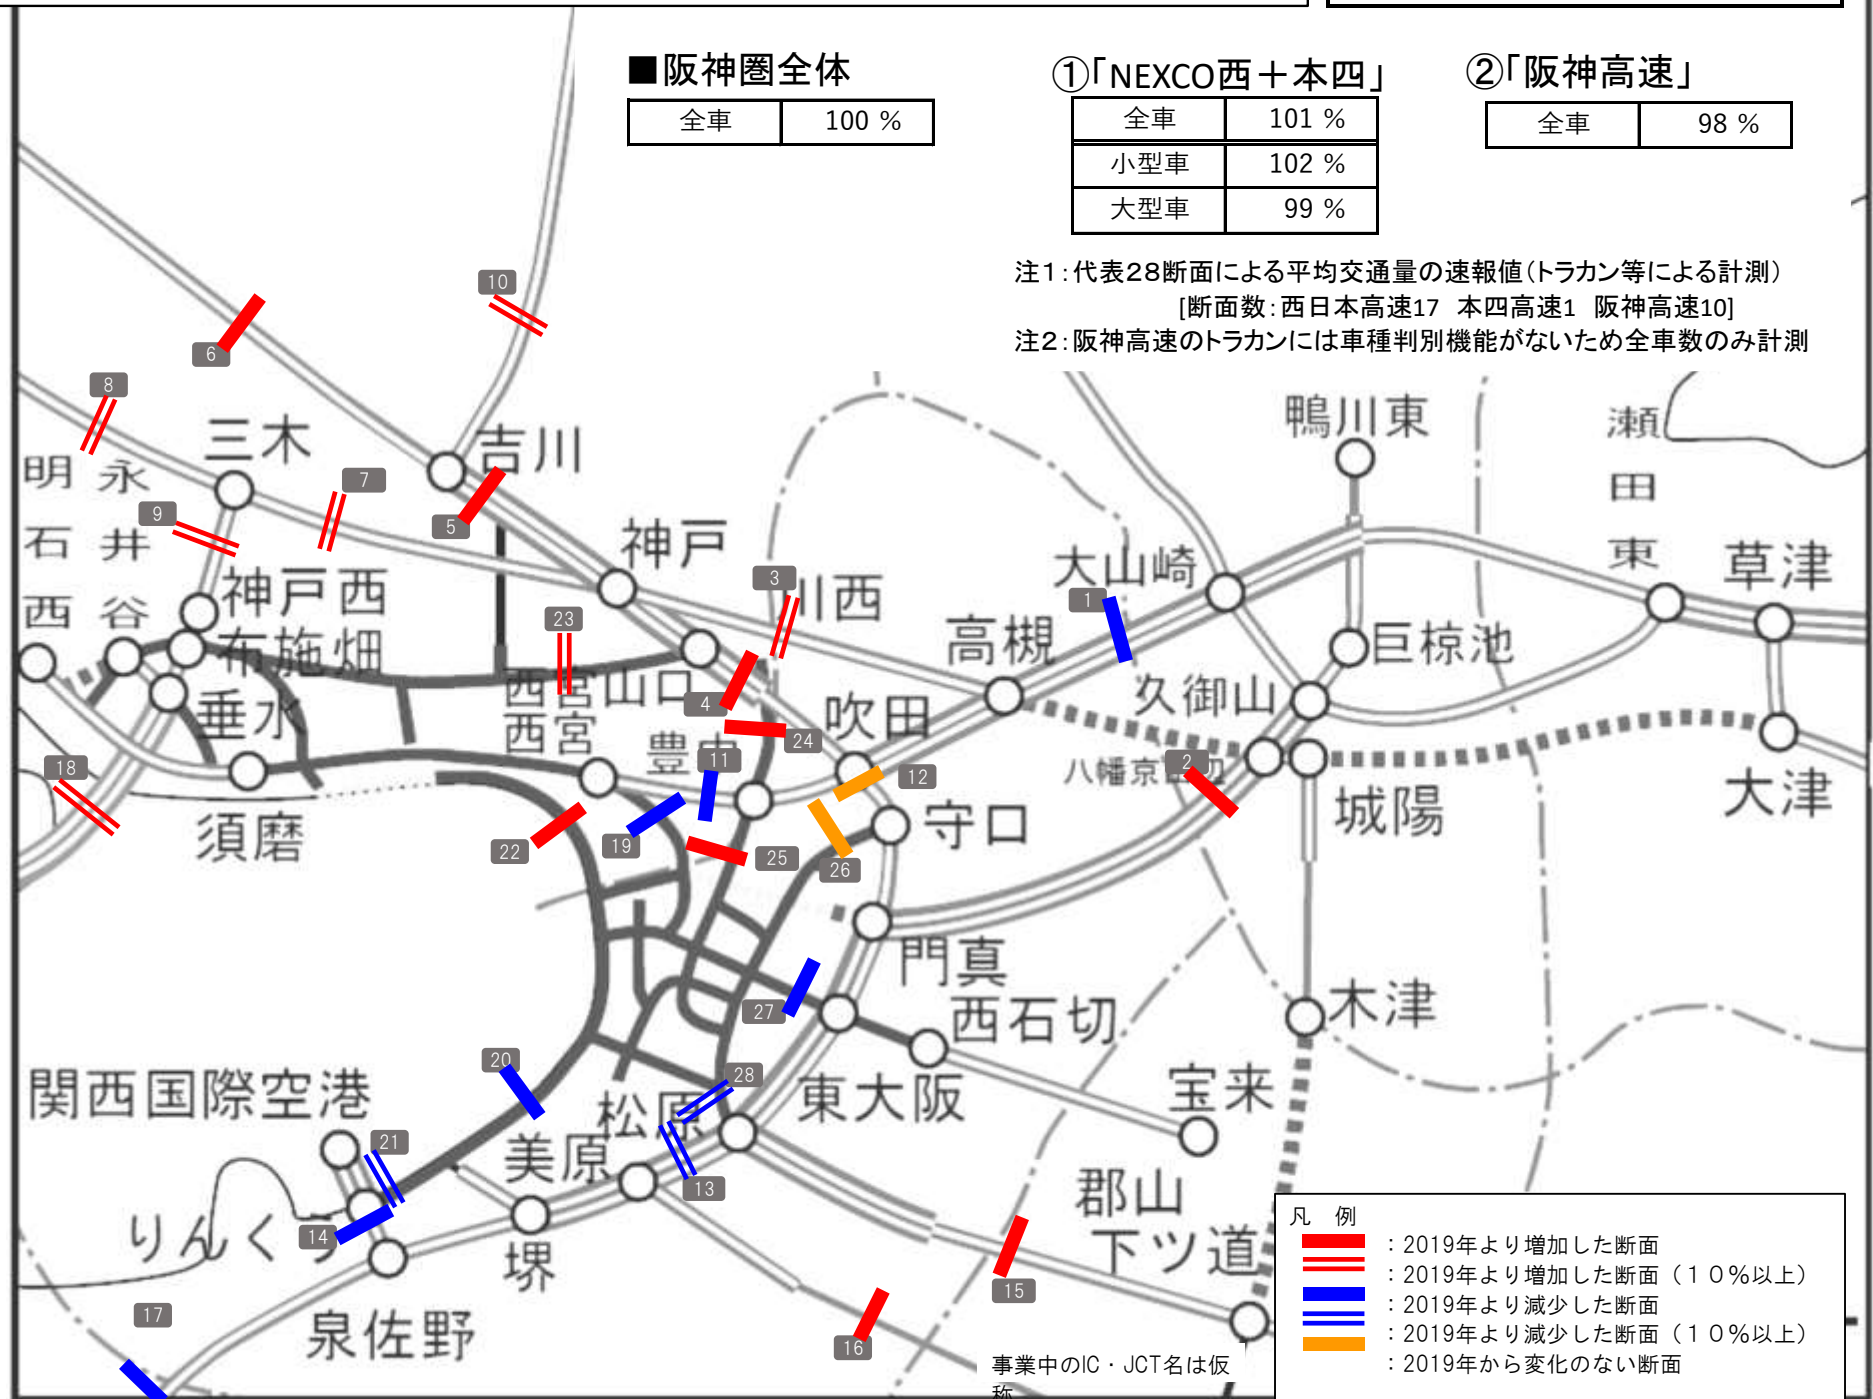 ■阪神圏全体
全車 100 %
①「NEXCO西＋本四」
全車 101 %
小型車 102 %
大型車 99 %
②「阪神高速」
全車 98 %
注1：代表28断面による平均交通量の速報値（トラカン等による計測）
[断面数：西日本高速17 本四高速1 阪神高速10]
注2：阪神高速のトラカンには車種判別機能がないため全車数のみ計測
10
6
8
鴨川東
瀬田東
三木
吉川
明石西
永井谷
7
9
5
神戸
大山崎
草津
3
川西
1
神戸西
23
布施畑
高槻
巨椋池
西宮山口
4
久御山
垂水
西宮
吹田
24
豊中
11
18
12
2
大津
須磨
22
19
25
26
守口
城陽
門真
27
西石切
木津
20
28
関西国際空港
松原
東大阪
宝来
21
美原
13
郡山下ツ道
りんくう
14
堺
15
17
泉佐野
16
事業中のIC・JCT名は仮
称
凡 例
：2019年より増加した断面
：2019年より増加した断面（１０％以上）
：2019年より減少した断面
：2019年より減少した断面（１０％以上）
：2019年から変化のない断面